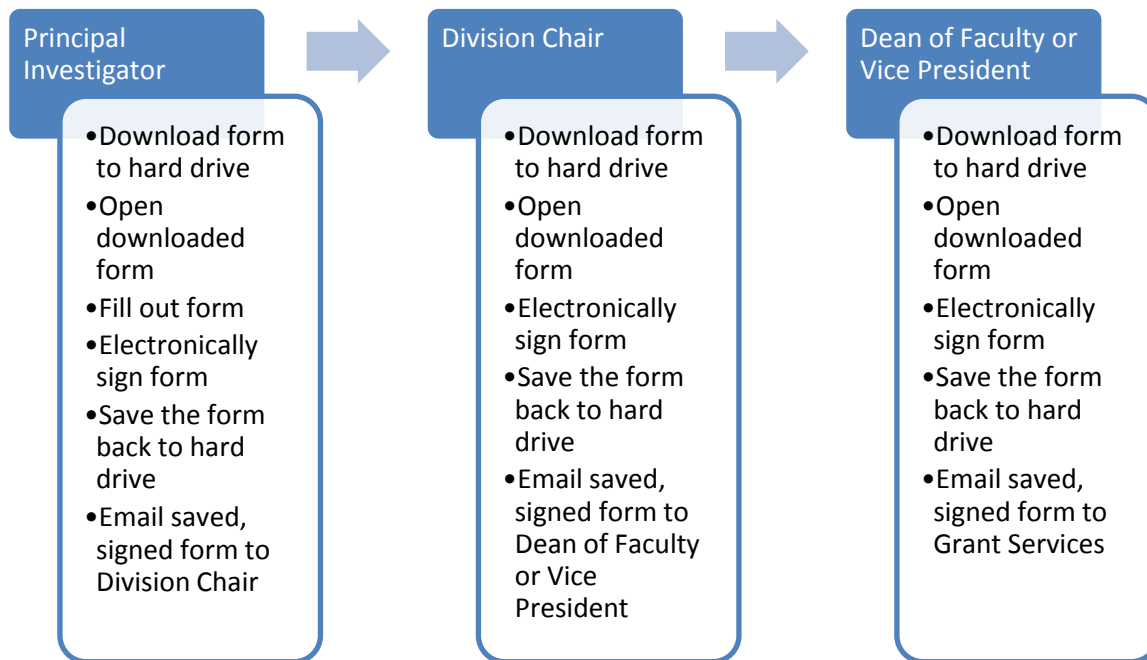 Principal
Investigator
•Download form
to hard drive
•Open
downloaded
form
•Fill out form
•Electronically
sign form
•Save the form
back to hard
drive
•Email saved,
signed form to
Division Chair
Division Chair
•Download form
to hard drive
•Open
downloaded
form
•Electronically
sign form
•Save the form
back to hard
drive
•Email saved,
signed form to
Dean of Faculty
or Vice
President
Dean of Faculty or
Vice President
•Download form
to hard drive
•Open
downloaded
form
•Electronically
sign form
•Save the form
back to hard
drive
•Email saved,
signed form to
Grant Services